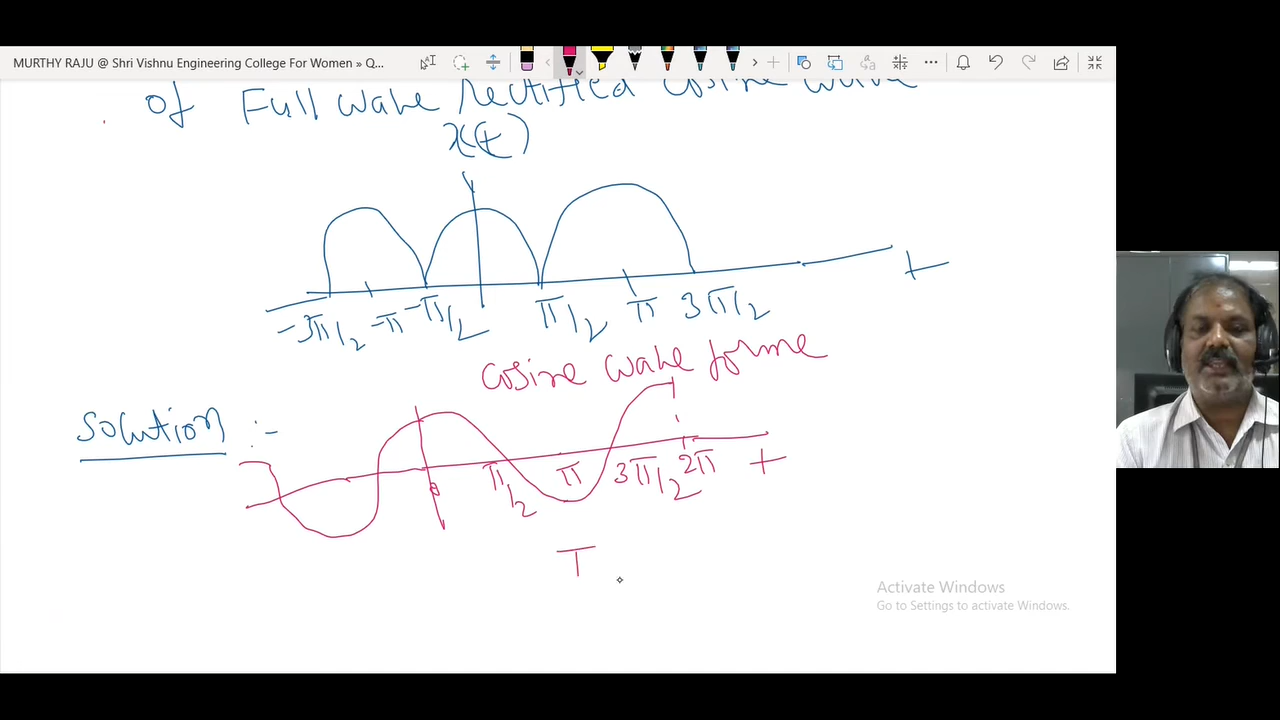 MURTHY RAJU @ Shri Vishnu Engineering College For Women » Q...
of Full wave rectified cosine wave
x(t)
-3π/2 -π -π/2 π/2 π 3π/2 t
cosine wave forme
Solution :-
0 π/2 π 3π/2 2π t
T
Activate Windows
Go to Settings to activate Windows.